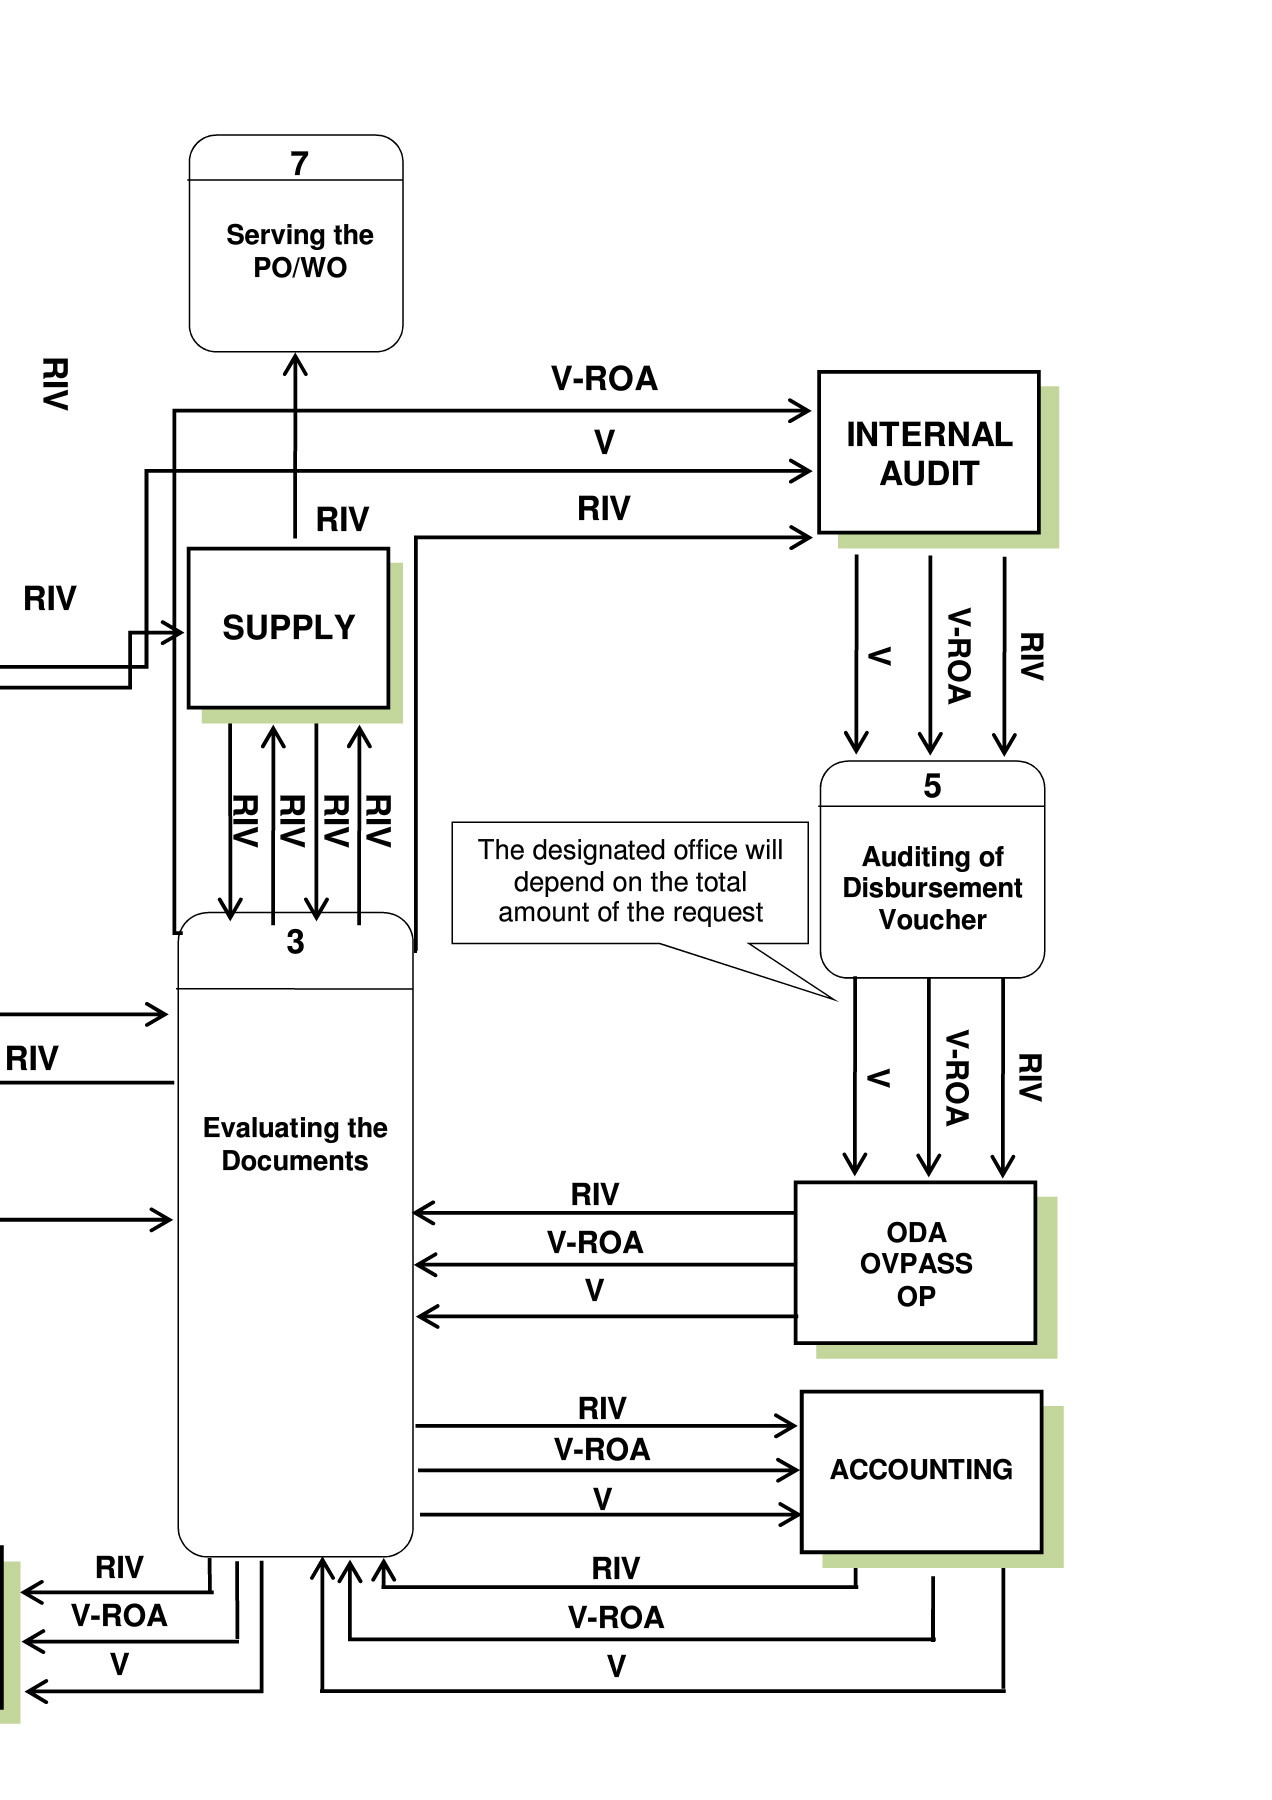 7
Serving the
PO/WO
RIV
V-ROA
V
RIV
RIV
INTERNAL
AUDIT
RIV
SUPPLY
V
V-ROA
RIV
RIV
RIV
RIV
RIV
5
Auditing of
Disbursement
Voucher
The designated office will
depend on the total
amount of the request
3
Evaluating the
Documents
RIV
V
V-ROA
RIV
RIV
V-ROA
V
ODA
OVPASS
OP
RIV
V-ROA
V
ACCOUNTING
RIV
V-ROA
V
RIV
V-ROA
V